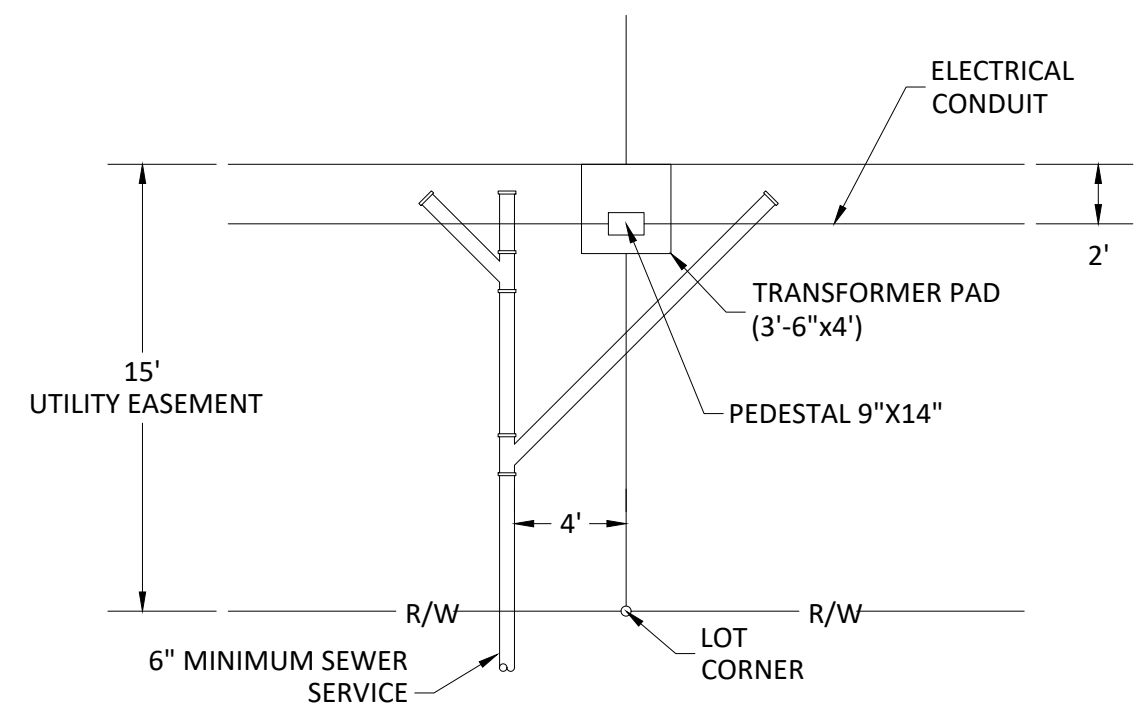 ELECTRICAL
CONDUIT
2'
TRANSFORMER PAD
(3'-6"x4')
15'
UTILITY EASEMENT
PEDESTAL 9"X14"
4'
R/W
R/W
LOT
CORNER
6" MINIMUM SEWER
SERVICE